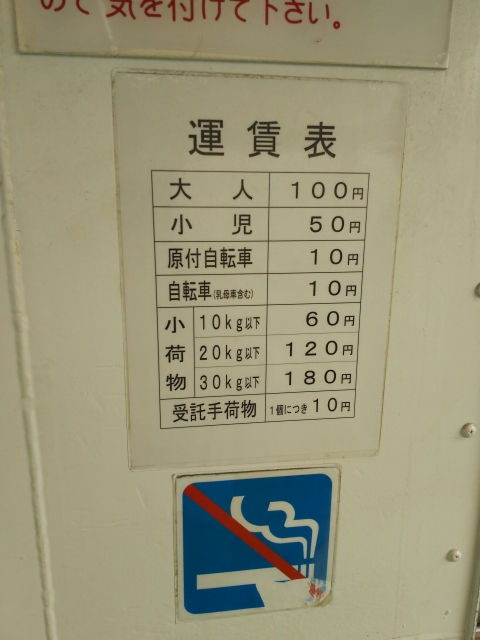 ので気を付けて下さい。
運賃表
大人 100円
小児 50円
原付自転車 10円
自転車(乳母車含む) 10円
小荷物 10kg以下 60円
20kg以下 120円
30kg以下 180円
受託手荷物 1個につき10円